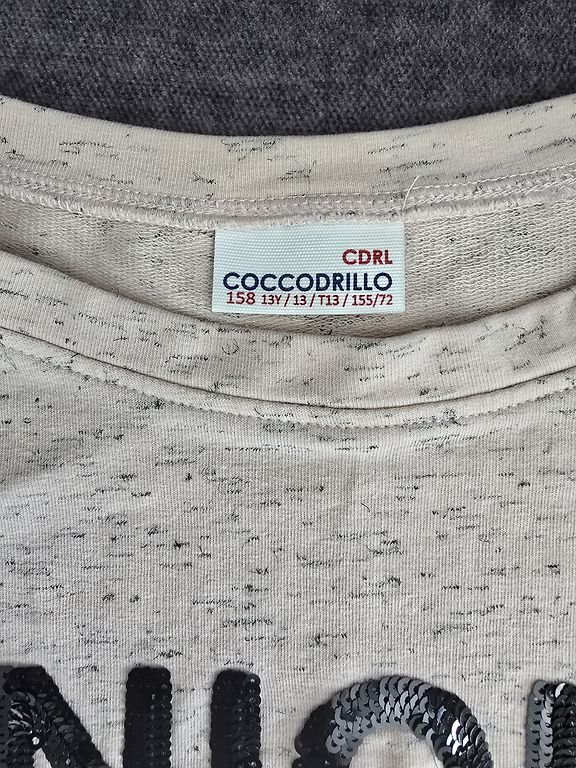 CDRL
COCCODRILLO
158 13Y / 13 / T13 / 155/72